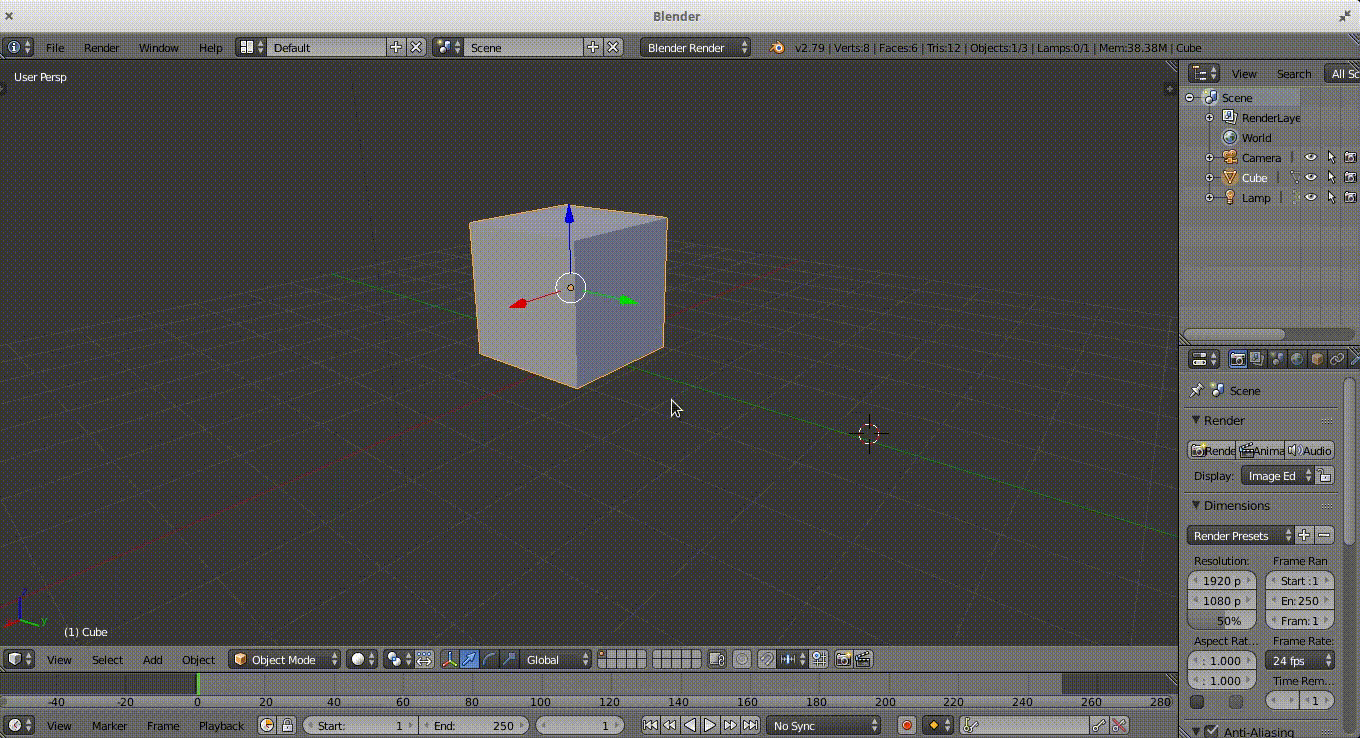 Blender
File Render Window Help Default Scene Blender Render v2.79 | Verts:8 | Faces:6 | Tris:12 | Objects:1/3 | Lamps:0/1 | Mem:38.38M | Cube
User Persp
View Search All Sc
Scene
RenderLaye
World
Camera
Cube
Lamp
Scene
Render
Rende Anima Audio
Display: Image Ed
Dimensions
Render Presets
Resolution: Frame Ran
1920 p Start :1
1080 p En: 250
50% Fram: 1
Aspect Rat... Frame Rate:
: 1.000 24 fps
: 1.000 Time Rem...
1
Anti-Aliasing
z
y
(1) Cube
View Select Add Object Object Mode Global
-40 -20 0 20 40 60 80 100 120 140 160 180 200 220 240 260 280
View Marker Frame Playback Start: 1 End: 250 1 No Sync